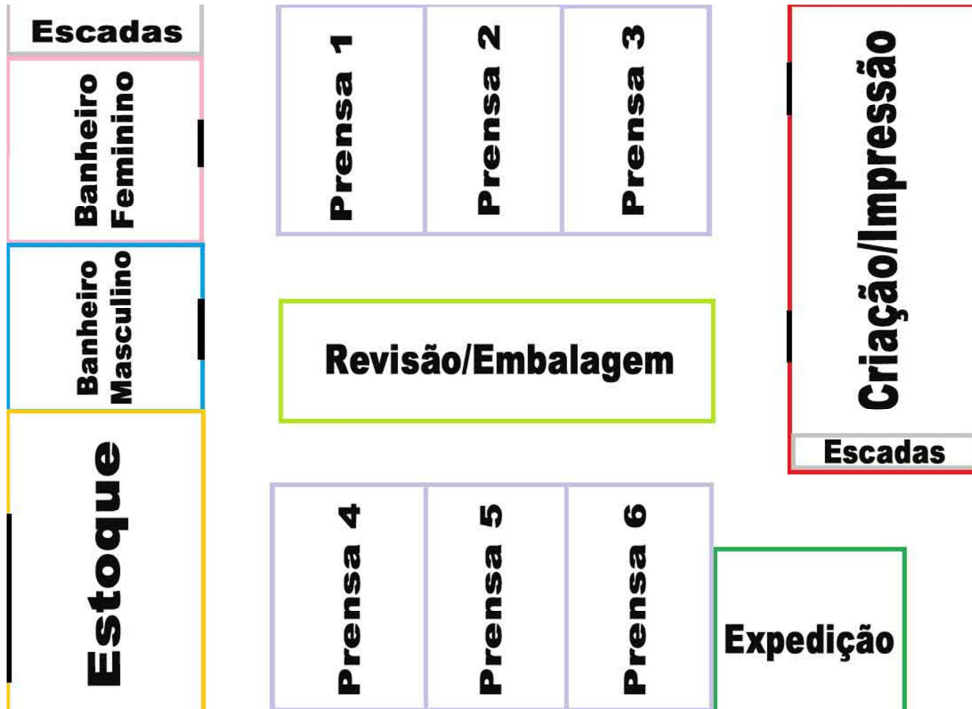 Escadas
Banheiro
Feminino
Banheiro
Masculino
Estoque
Prensa 1
Prensa 2
Prensa 3
Revisão/Embalagem
Prensa 4
Prensa 5
Prensa 6
Criação/Impressão
Escadas
Expedição